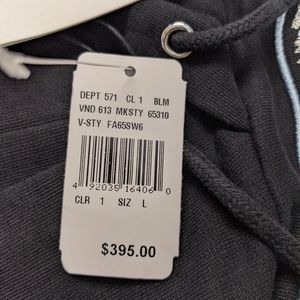 DEPT 571 CL 1 BLM
VND 613 MKSTY 65310
V-STY FA65SW6
4 92035 16406 0
CLR 1 SIZ L
$395.00